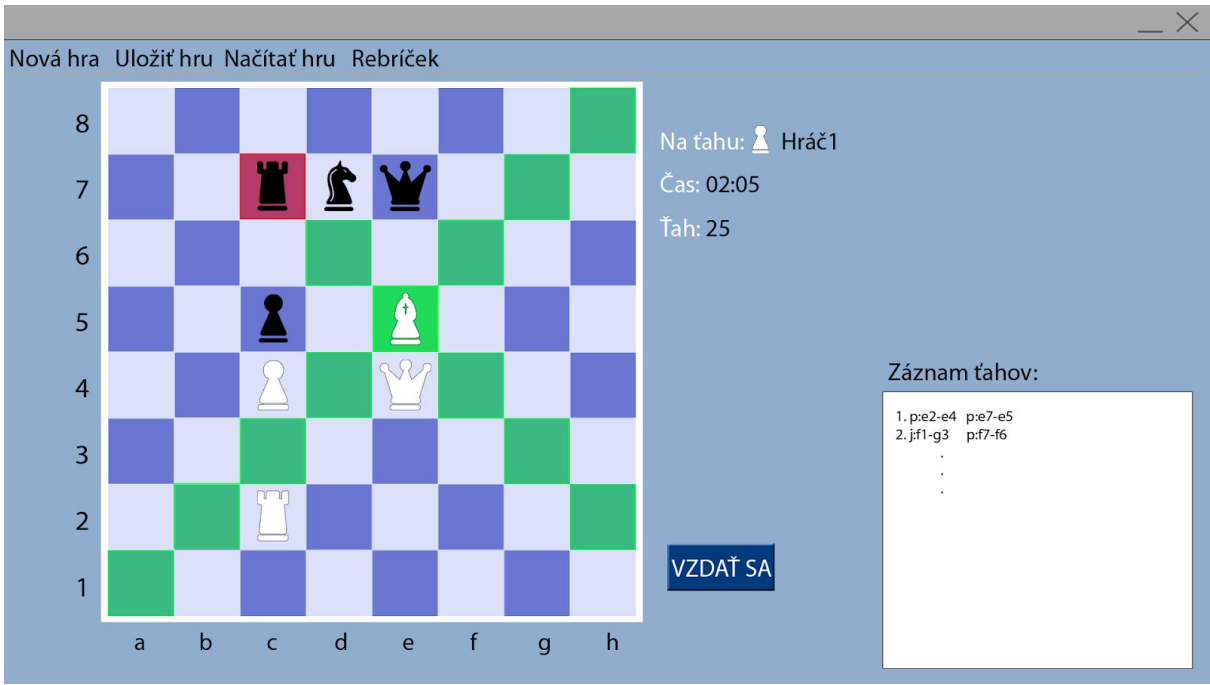 Nová hra Uložiť hru Načítať hru Rebríček
8
7
6
5
4
3
2
1
a b c d e f g h
Na ťahu: Hráč1
Čas: 02:05
Ťah: 25
VZDAŤ SA
Záznam ťahov:
1. p:e2-e4 p:e7-e5
2. j:f1-g3 p:f7-f6
.
.
.